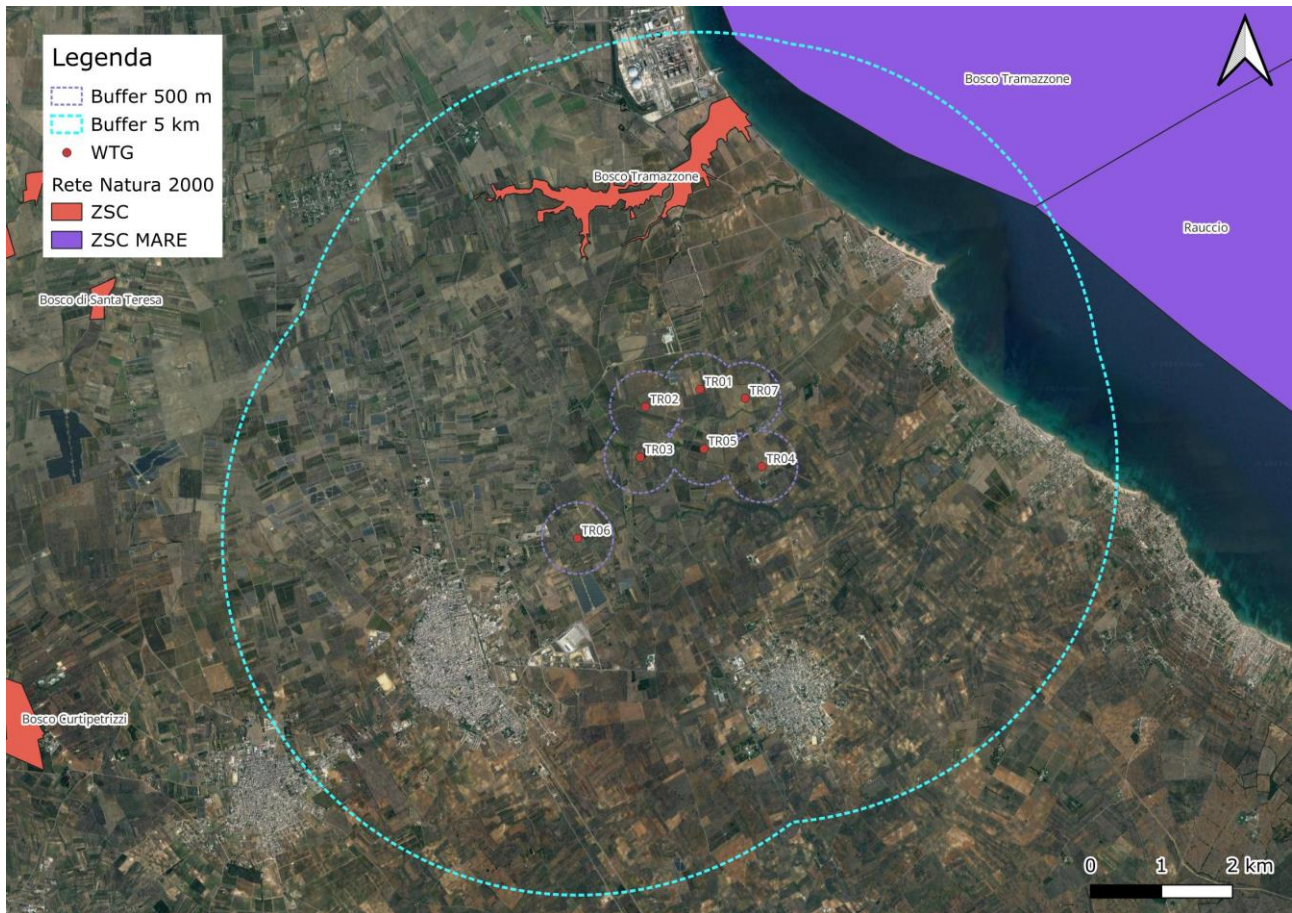 Legenda
Buffer 500 m
Buffer 5 km
WTG
Rete Natura 2000
ZSC
ZSC MARE
Bosco Tramazzone
Bosco Tramazzone
Rauccio
Bosco di Santa Teresa
TR01
TR07
TR02
TR05
TR03
TR04
TR06
Bosco Curtipetrizzi
0 1 2 km